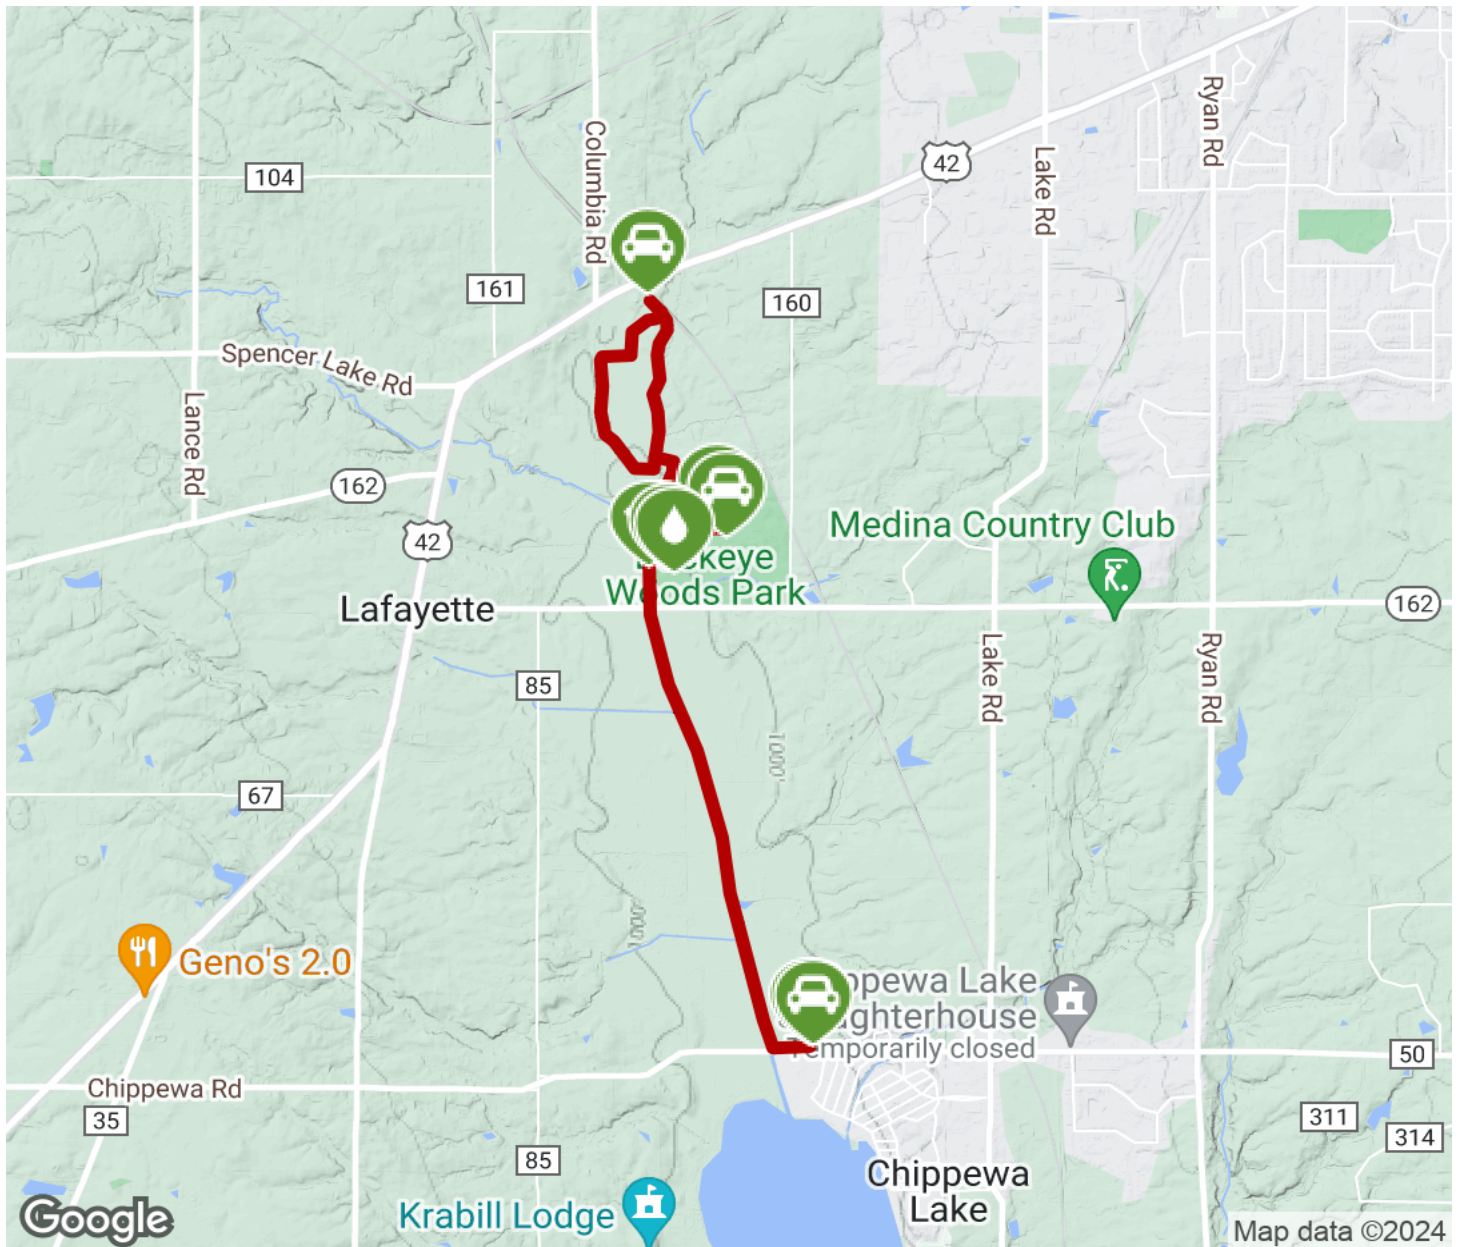 Ryan Rd
Columbia Rd
Lake Rd
42
104
161
160
Spencer Lake Rd
Lance Rd
162
Medina Country Club
42
Woods Park
Lafayette
162
85
Lake Rd
Ryan Rd
1000'
67
1000'
Geno's 2.0
Lake
Temporarily closed
50
Chippewa Rd
35
311
314
85
Chippewa
Lake
Krabill Lodge
Google
Map data ©2024